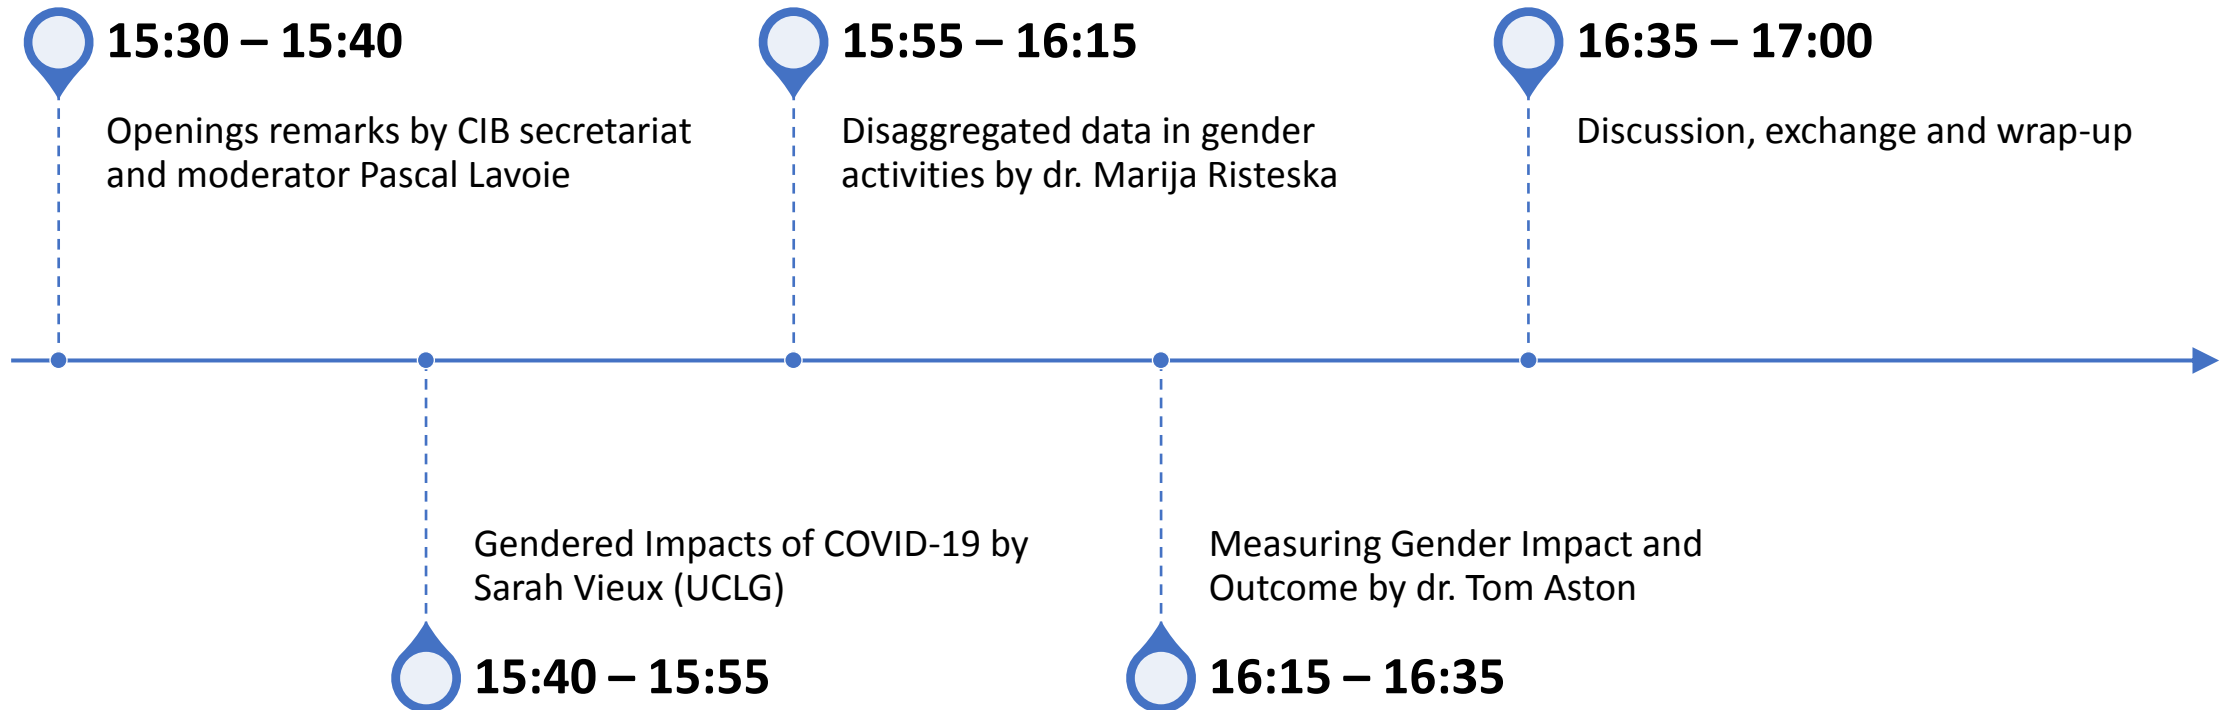 15:30 – 15:40
Openings remarks by CIB secretariat
and moderator Pascal Lavoie
15:40 – 15:55
Gendered Impacts of COVID-19 by
Sarah Vieux (UCLG)
15:55 – 16:15
Disaggregated data in gender
activities by dr. Marija Risteska
16:15 – 16:35
Measuring Gender Impact and
Outcome by dr. Tom Aston
16:35 – 17:00
Discussion, exchange and wrap-up